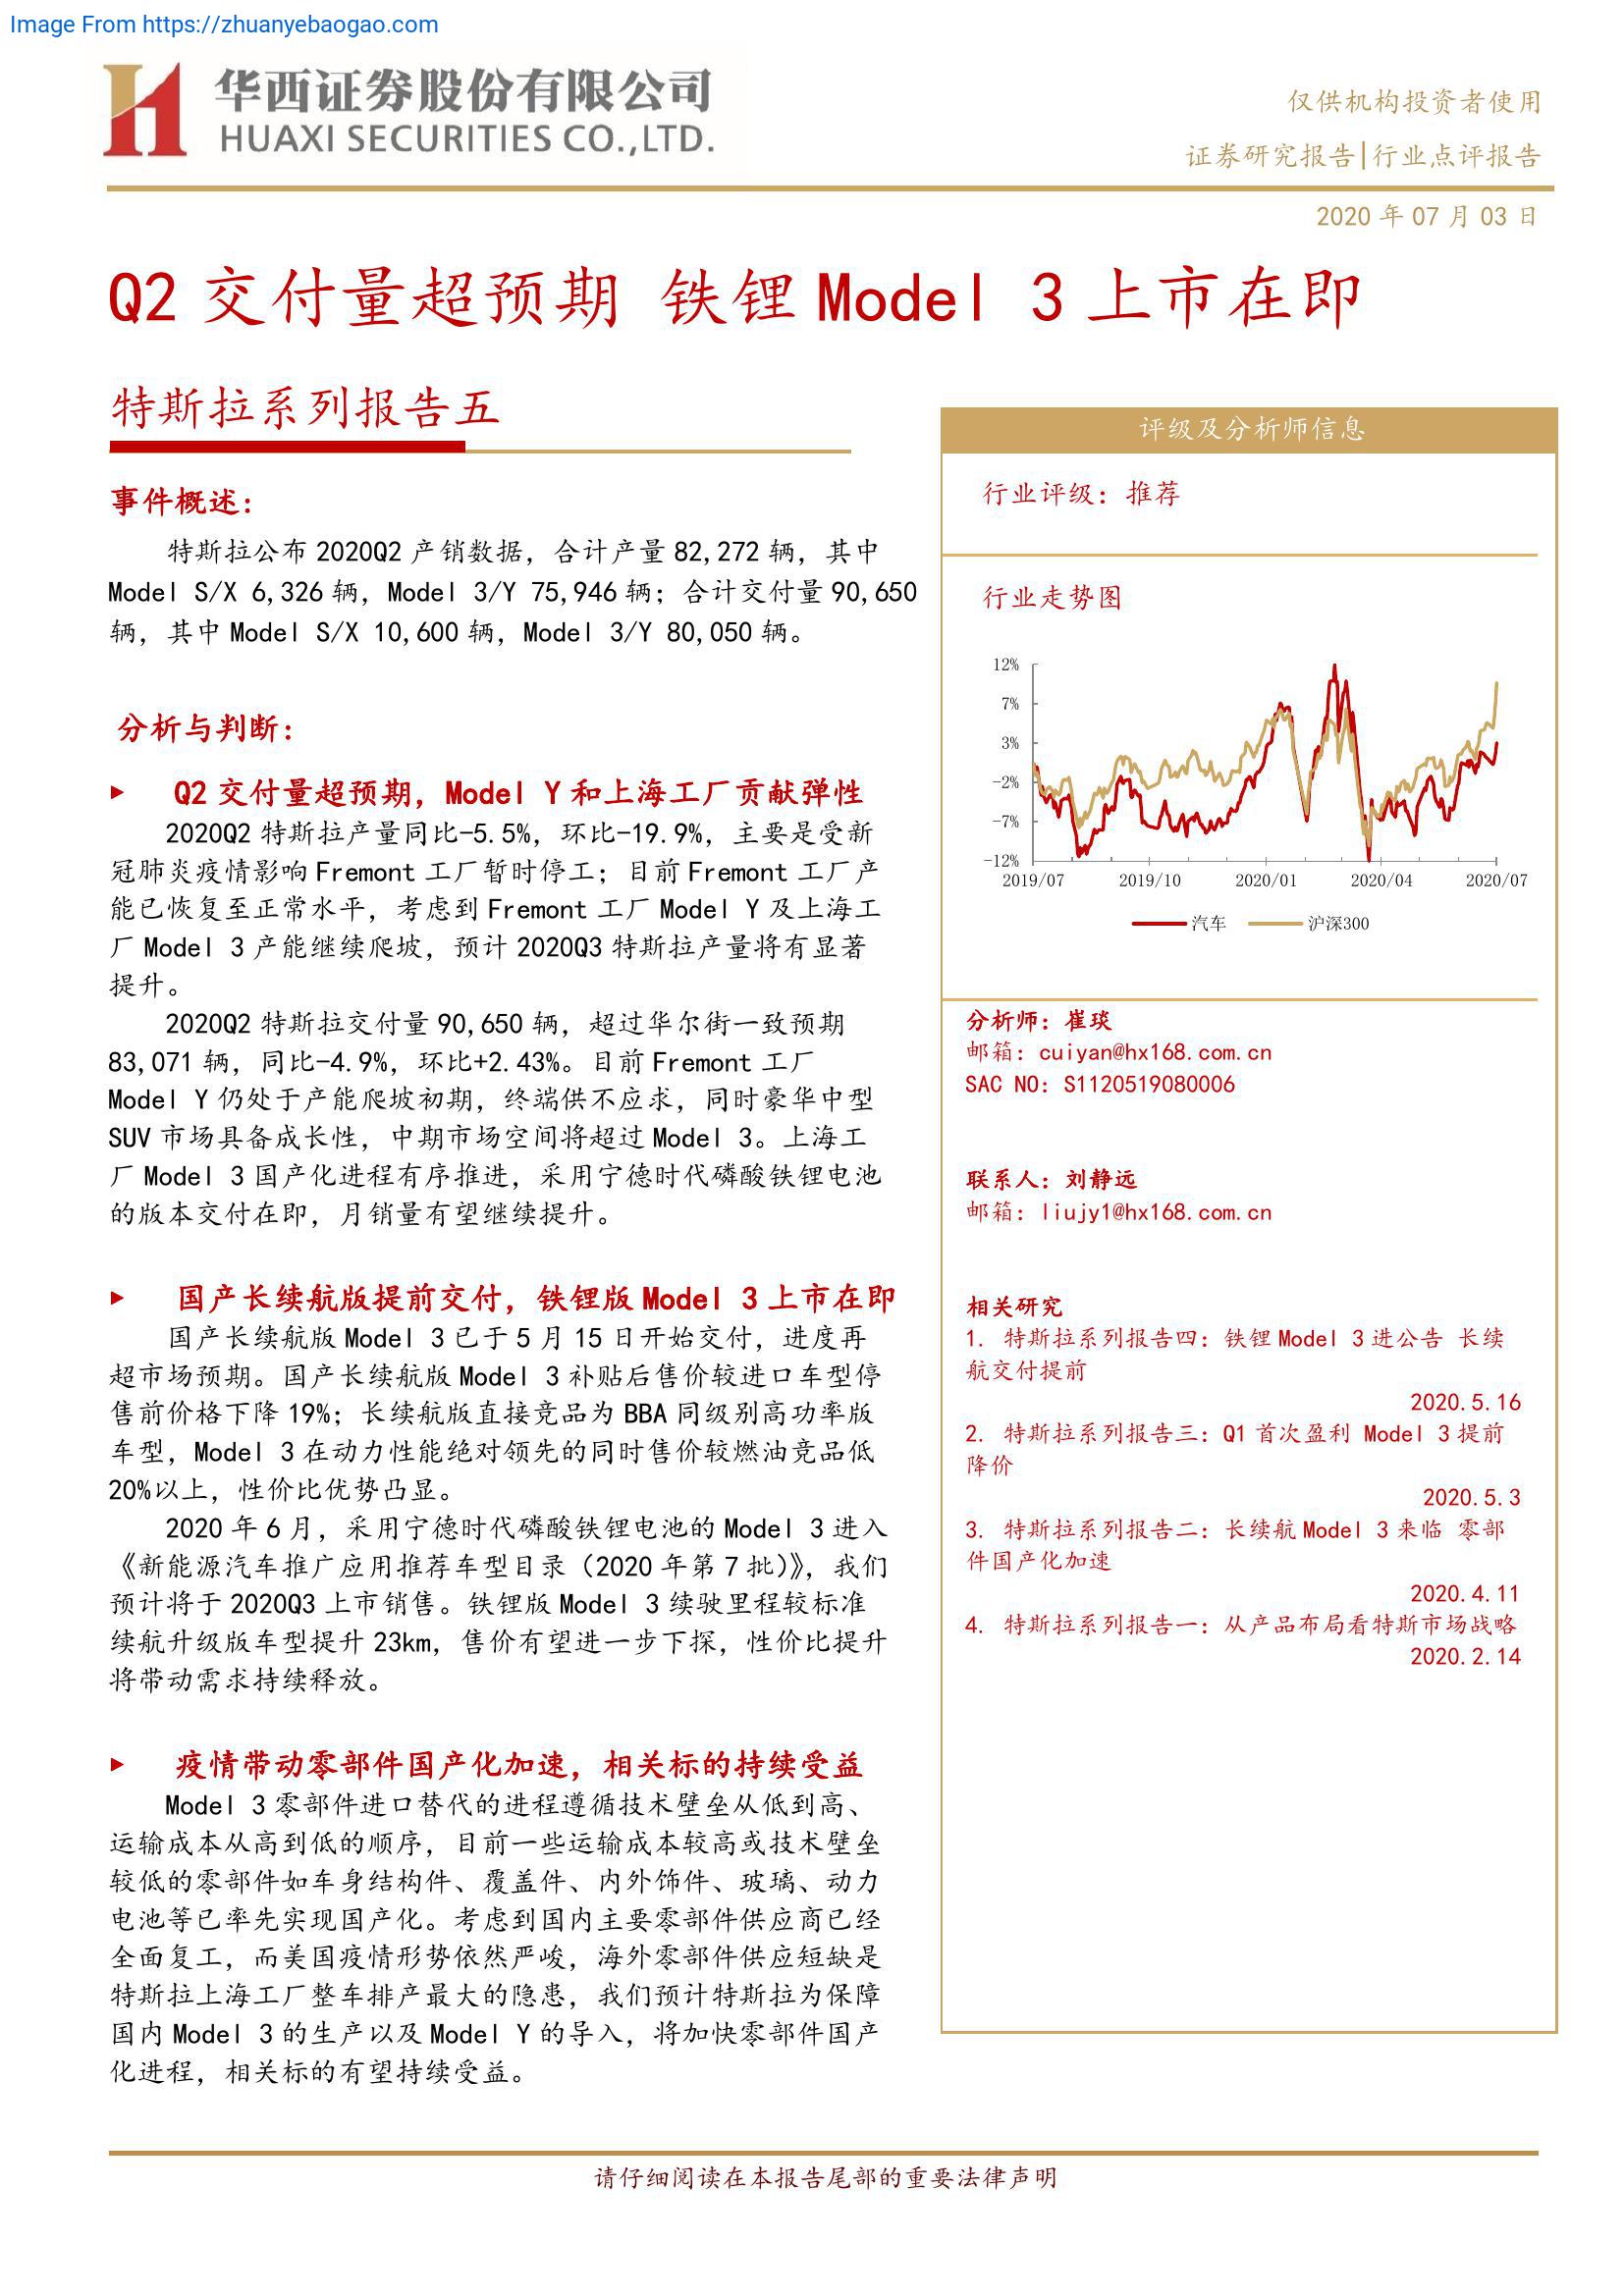 Image From https://zhuanyebaogao.com
华西证券股份有限公司
HUAXI SECURITIES CO.,LTD.
仅供机构投资者使用
证券研究报告|行业点评报告
2020 年 07 月 03 日
Q2 交付量超预期 铁锂 Model 3 上市在即
特斯拉系列报告五
事件概述：
特斯拉公布 2020Q2 产销数据，合计产量 82,272 辆，其中
Model S/X 6,326 辆，Model 3/Y 75,946 辆；合计交付量 90,650
辆，其中 Model S/X 10,600 辆，Model 3/Y 80,050 辆。
分析与判断：
► Q2 交付量超预期，Model Y 和上海工厂贡献弹性
2020Q2 特斯拉产量同比-5.5%，环比-19.9%，主要是受新
冠肺炎疫情影响 Fremont 工厂暂时停工；目前 Fremont 工厂产
能已恢复至正常水平，考虑到 Fremont 工厂 Model Y 及上海工
厂 Model 3 产能继续爬坡，预计 2020Q3 特斯拉产量将有显著
提升。
2020Q2 特斯拉交付量 90,650 辆，超过华尔街一致预期
83,071 辆，同比-4.9%，环比+2.43%。目前 Fremont 工厂
Model Y 仍处于产能爬坡初期，终端供不应求，同时豪华中型
SUV 市场具备成长性，中期市场空间将超过 Model 3。上海工
厂 Model 3 国产化进程有序推进，采用宁德时代磷酸铁锂电池
的版本交付在即，月销量有望继续提升。
► 国产长续航版提前交付，铁锂版 Model 3 上市在即
国产长续航版 Model 3 已于 5 月 15 日开始交付，进度再
超市场预期。国产长续航版 Model 3 补贴后售价较进口车型停
售前价格下降 19%；长续航版直接竞品为 BBA 同级别高功率版
车型，Model 3 在动力性能绝对领先的同时售价较燃油竞品低
20%以上，性价比优势凸显。
2020 年 6 月，采用宁德时代磷酸铁锂电池的 Model 3 进入
《新能源汽车推广应用推荐车型目录（2020 年第 7 批）》，我们
预计将于 2020Q3 上市销售。铁锂版 Model 3 续驶里程较标准
续航升级版车型提升 23km，售价有望进一步下探，性价比提升
将带动需求持续释放。
► 疫情带动零部件国产化加速，相关标的持续受益
Model 3 零部件进口替代的进程遵循技术壁垒从低到高、
运输成本从高到低的顺序，目前一些运输成本较高或技术壁垒
较低的零部件如车身结构件、覆盖件、内外饰件、玻璃、动力
电池等已率先实现国产化。考虑到国内主要零部件供应商已经
全面复工，而美国疫情形势依然严峻，海外零部件供应短缺是
特斯拉上海工厂整车排产最大的隐患，我们预计特斯拉为保障
国内 Model 3 的生产以及 Model Y 的导入，将加快零部件国产
化进程，相关标的有望持续受益。
评级及分析师信息
行业评级：推荐
行业走势图
12%
7%
3%
-2%
-7%
-12%
2019/07 2019/10 2020/01 2020/04 2020/07
汽车 沪深300
分析师：崔琰
邮箱：cuiyan@hx168.com.cn
SAC NO：S1120519080006
联系人：刘静远
邮箱：liujy1@hx168.com.cn
相关研究
1. 特斯拉系列报告四：铁锂 Model 3 进公告 长续
航交付提前
2020.5.16
2. 特斯拉系列报告三：Q1 首次盈利 Model 3 提前
降价
2020.5.3
3. 特斯拉系列报告二：长续航 Model 3 来临 零部
件国产化加速
2020.4.11
4. 特斯拉系列报告一：从产品布局看特斯市场战略
2020.2.14
请仔细阅读在本报告尾部的重要法律声明